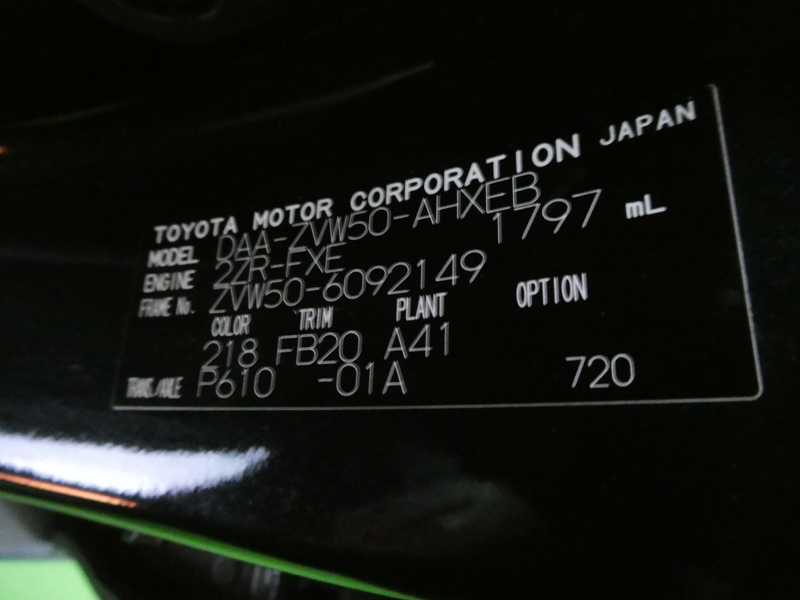 TOYOTA MOTOR CORPORATION JAPAN
MODEL DAA-ZVW50-AHXEB
ENGINE 2ZR-FXE 1797 mL
FRAME No. ZVW50-6092149
COLOR TRIM PLANT OPTION
218 FB20 A41
TRANS./AXLE P610 -01A 720